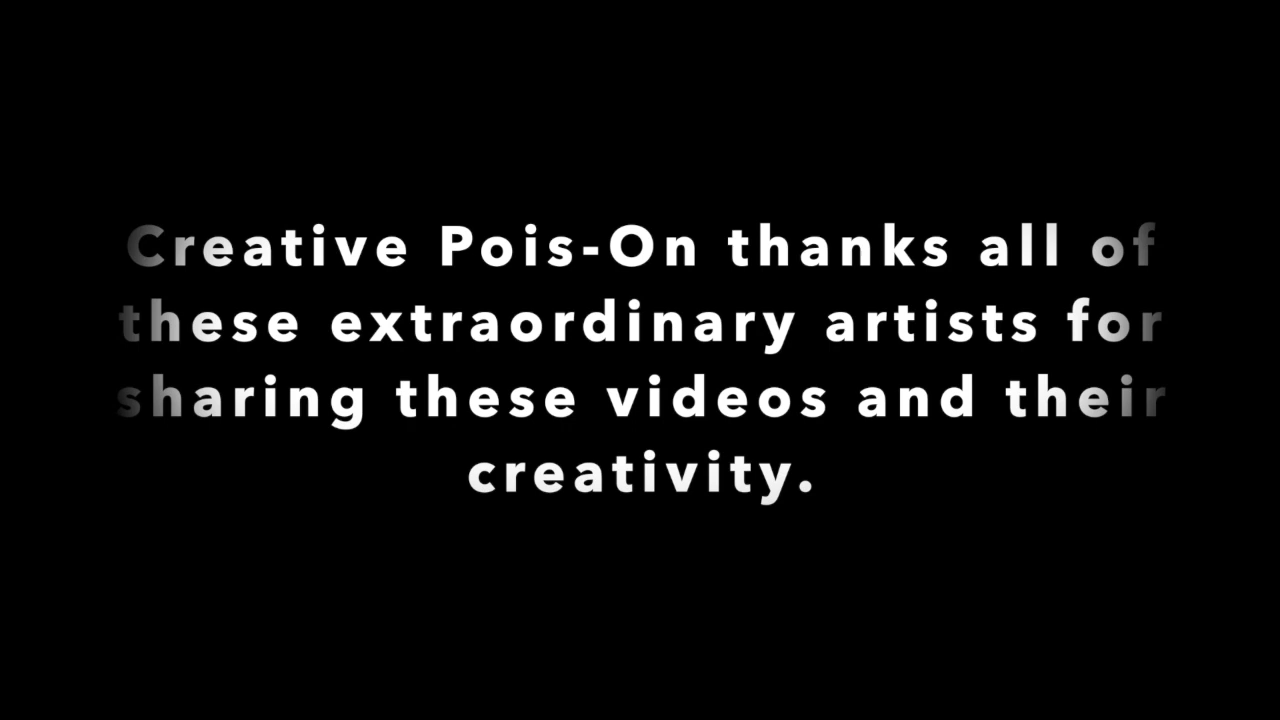 Creative Pois-On thanks all of
these extraordinary artists for
sharing these videos and their
creativity.